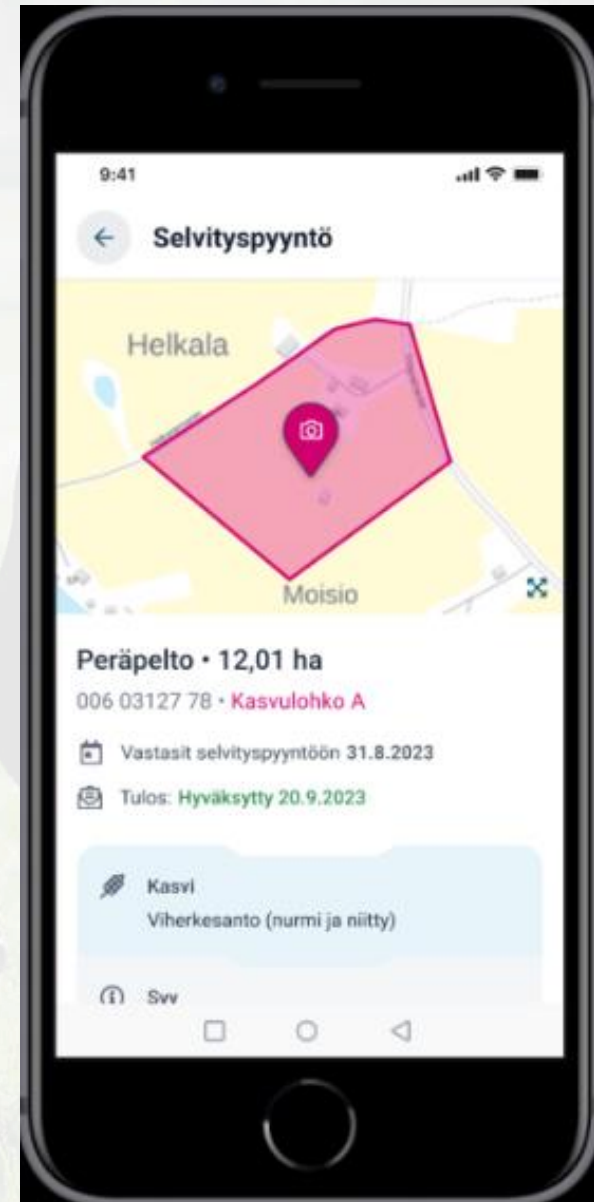 9:41
Selvityspyyntö
Helkala
Moisio
Peräpelto • 12,01 ha
006 03127 78 • Kasvulohko A
Vastasit selvityspyyntöön 31.8.2023
Tulos: Hyväksytty 20.9.2023
Kasvi
Viherkesanto (nurmi ja niitty)
Syy